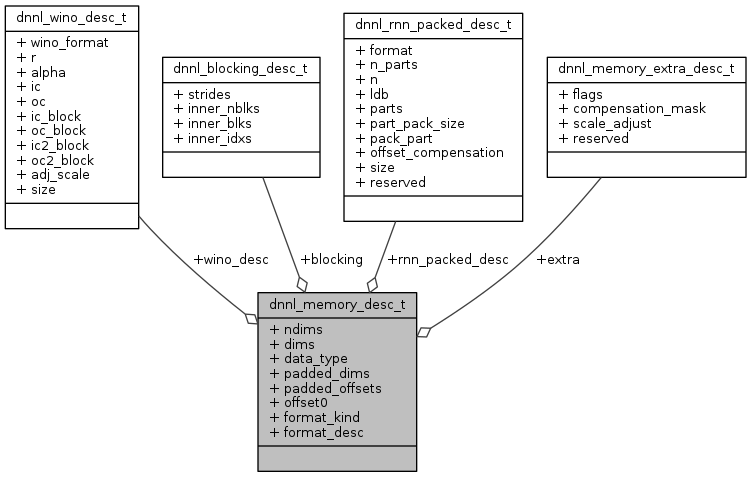 dnnl_wino_desc_t
+ wino_format
+ r
+ alpha
+ ic
+ oc
+ ic_block
+ oc_block
+ ic2_block
+ oc2_block
+ adj_scale
+ size
dnnl_blocking_desc_t
+ strides
+ inner_nblks
+ inner_blks
+ inner_idxs
dnnl_rnn_packed_desc_t
+ format
+ n_parts
+ n
+ ldb
+ parts
+ part_pack_size
+ pack_part
+ offset_compensation
+ size
+ reserved
dnnl_memory_extra_desc_t
+ flags
+ compensation_mask
+ scale_adjust
+ reserved
+wino_desc
+blocking
+rnn_packed_desc
+extra
dnnl_memory_desc_t
+ ndims
+ dims
+ data_type
+ padded_dims
+ padded_offsets
+ offset0
+ format_kind
+ format_desc